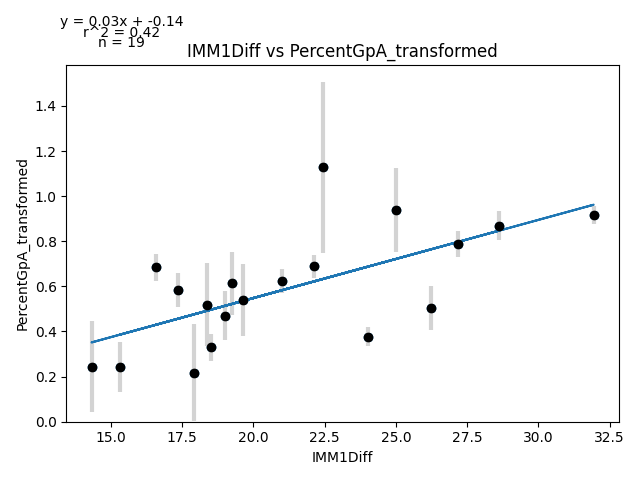 y = 0.03x + -0.14
r^2 = 0.42
n = 19
IMM1Diff vs PercentGpA_transformed
PercentGpA_transformed
1.4
1.2
1.0
0.8
0.6
0.4
0.2
0.0
15.0 17.5 20.0 22.5 25.0 27.5 30.0 32.5
IMM1Diff